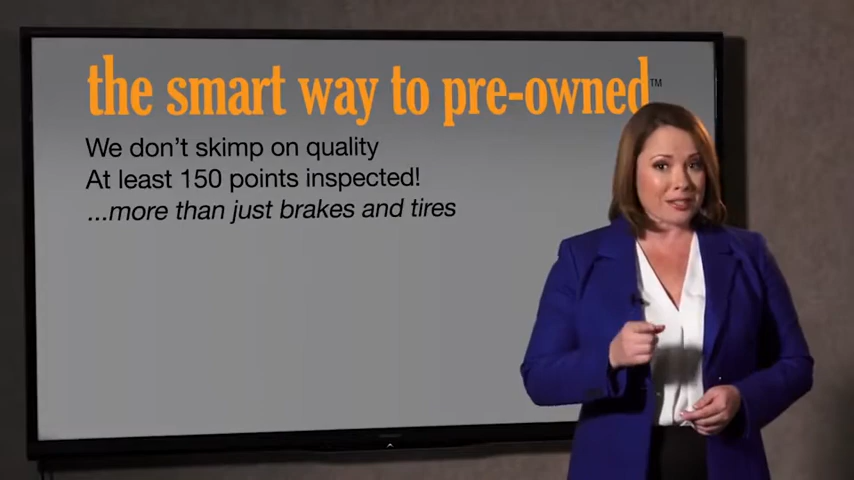 the smart way to pre-owned™
We don't skimp on quality
At least 150 points inspected!
...more than just brakes and tires